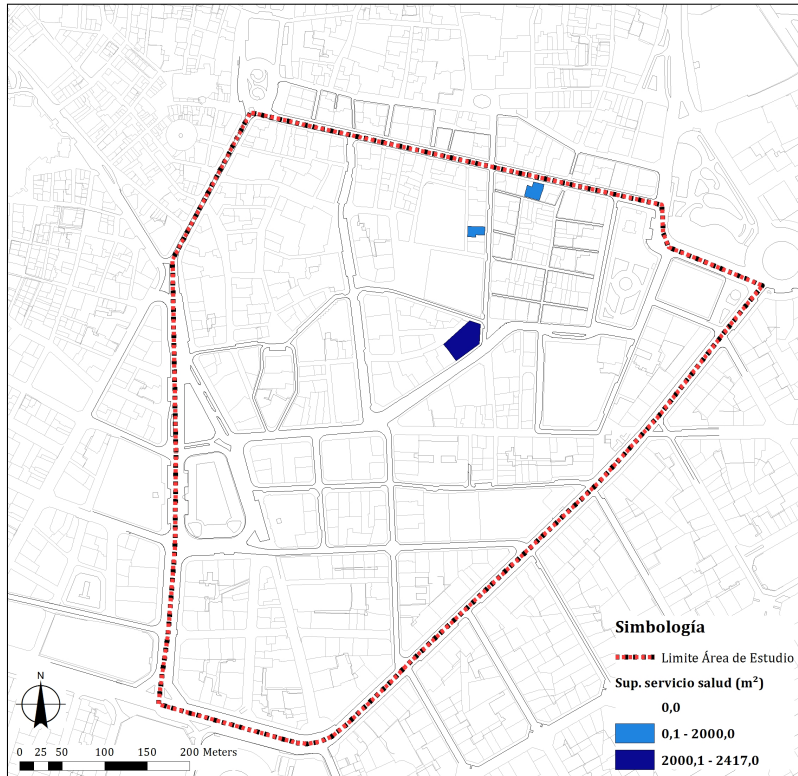 Simbología
Limite Área de Estudio
Sup. servicio salud (m²)
0,0
0,1 - 2000,0
2000,1 - 2417,0
N
0 25 50 100 150 200 Meters